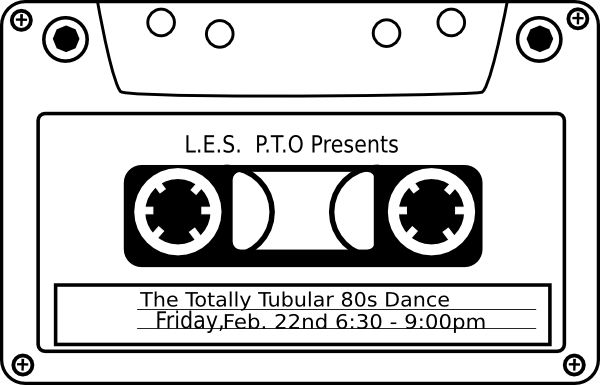 L.E.S. P.T.O Presents
The Totally Tubular 80s Dance
Friday,Feb. 22nd 6:30 - 9:00pm